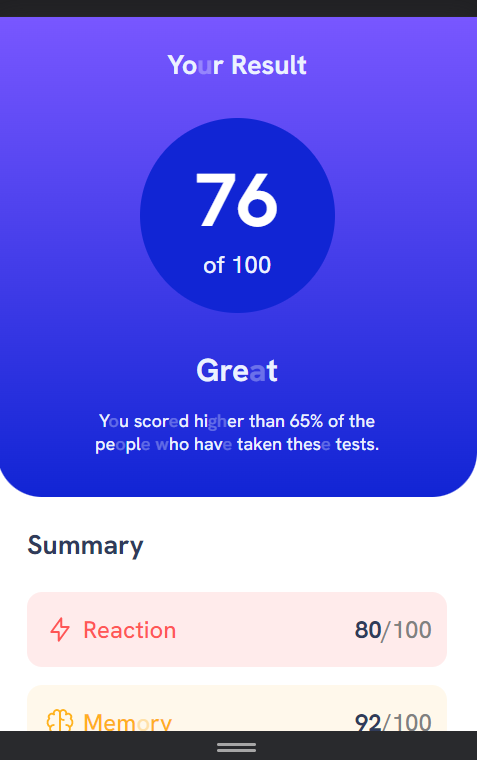 Your Result
76
of 100
Great
You scored higher than 65% of the
people who have taken these tests.
Summary
Reaction 80/100
Memory 92/100